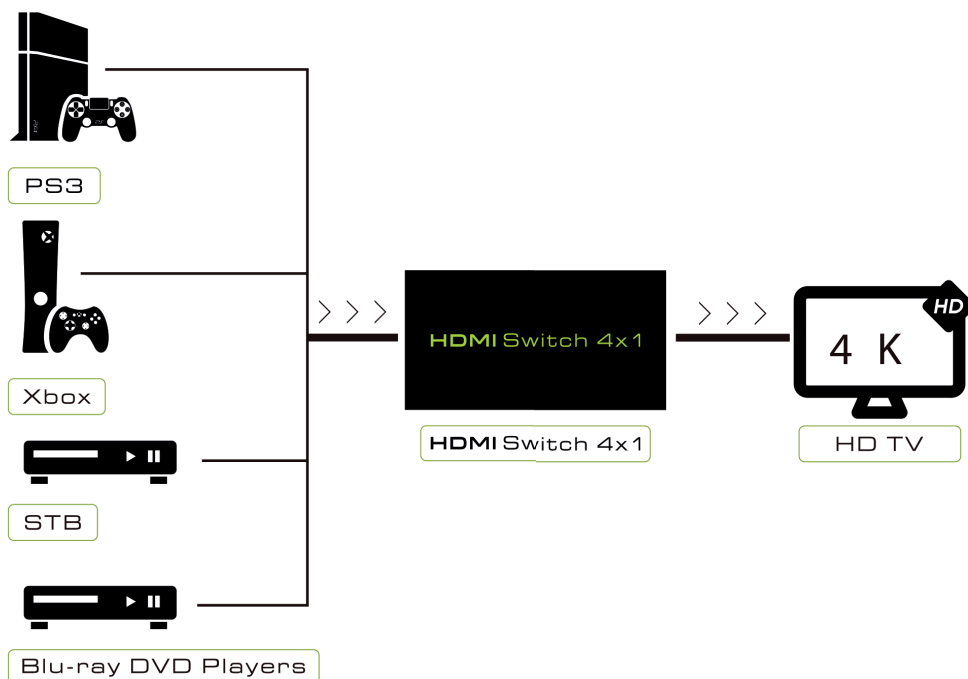 PS3
Xbox
STB
Blu-ray DVD Players
HDMI Switch 4x1
HDMI Switch 4x1
4 K
HD
HD TV